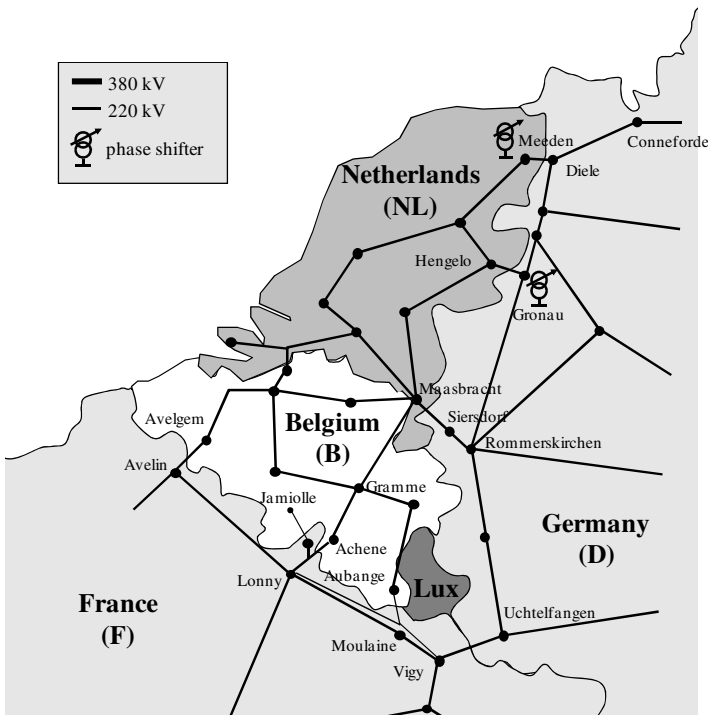 380 kV
220 kV
phase shifter
Meeden
Conneforde
Diele
Netherlands
(NL)
Hengelo
Gronau
Maasbracht
Siersdorf
Rommerskirchen
Avelgem
Belgium
(B)
Avelin
Gramme
Jamiolle
Germany
(D)
Achene
Aubange
Lonny
Lux
France
(F)
Uchtelfangen
Moulaine
Vigy